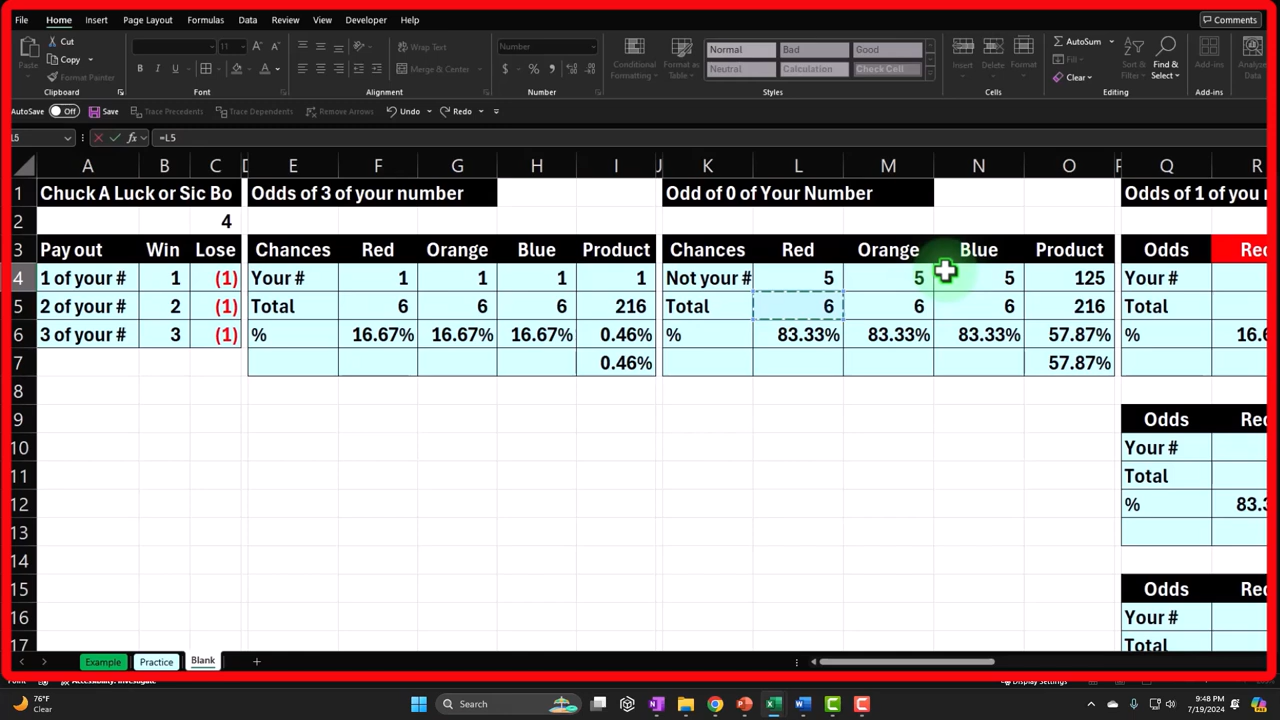 File Home Insert Page Layout Formulas Data Review View Developer Help Comments
Cut
Copy
Format Painter
Paste
Clipboard
11
Font
Wrap Text
Merge & Center
Alignment
Number
Number
Conditional Formatting
Format as Table
Normal Bad Good
Neutral Calculation Check Cell
Styles
Insert Delete Format
Cells
AutoSum
Fill
Clear
Sort & Filter
Find & Select
Editing
Add-ins
Add-ins
AutoSave Off Save Trace Precedents Trace Dependents Remove Arrows Undo Redo
L5 fx =L5
A B C D E F G H I J K L M N O P Q R
1 Chuck A Luck or Sic Bo Odds of 3 of your number Odd of 0 of Your Number Odds of 1 of you
2 4
3 Pay out Win Lose Chances Red Orange Blue Product Chances Red Orange Blue Product Odds Red
4 1 of your # 1 (1) Your # 1 1 1 1 Not your # 5 5 5 125 Your #
5 2 of your # 2 (1) Total 6 6 6 216 Total 6 6 6 216 Total
6 3 of your # 3 (1) % 16.67% 16.67% 16.67% 0.46% % 83.33% 83.33% 83.33% 57.87% % 16.6
7 0.46% 57.87%
8
9 Odds Red
10 Your #
11 Total
12 % 83.3
13
14
15 Odds Red
16 Your #
17 Total
Example Practice Blank
Point Accessibility: Investigate Display Settings
76°F
Clear
Search
9:48 PM
7/19/2024